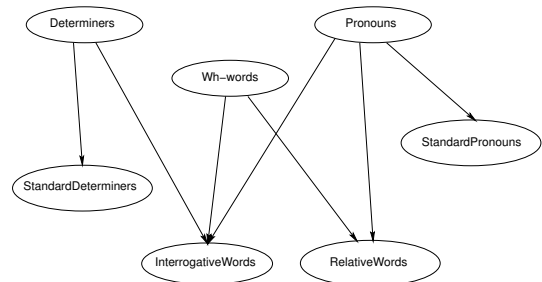 Determiners
Pronouns
Wh-words
StandardPronouns
StandardDeterminers
InterrogativeWords
RelativeWords